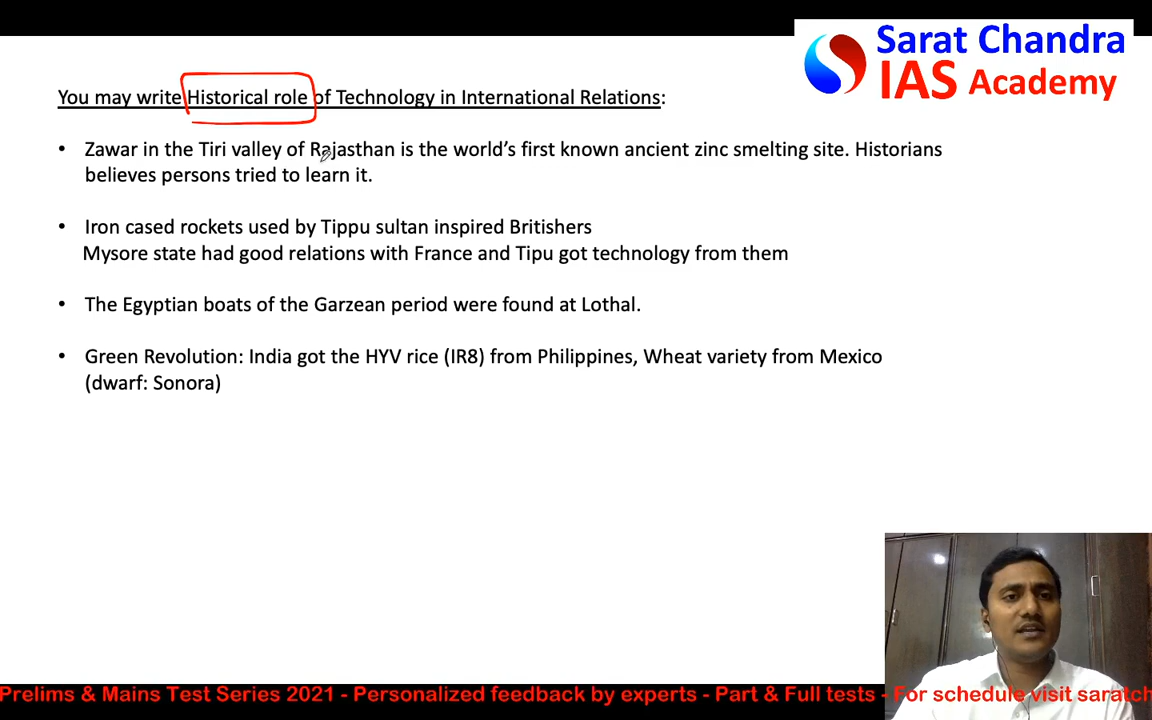 Sarat Chandra
IAS Academy
You may write Historical role of Technology in International Relations:
• Zawar in the Tiri valley of Rajasthan is the world's first known ancient zinc smelting site. Historians
believes persons tried to learn it.
• Iron cased rockets used by Tippu sultan inspired Britishers
Mysore state had good relations with France and Tipu got technology from them
• The Egyptian boats of the Garzean period were found at Lothal.
• Green Revolution: India got the HYV rice (IR8) from Philippines, Wheat variety from Mexico
(dwarf: Sonora)
Prelims & Mains Test Series 2021 - Personalized feedback by experts - Part & Full tests - For schedule visit saratch